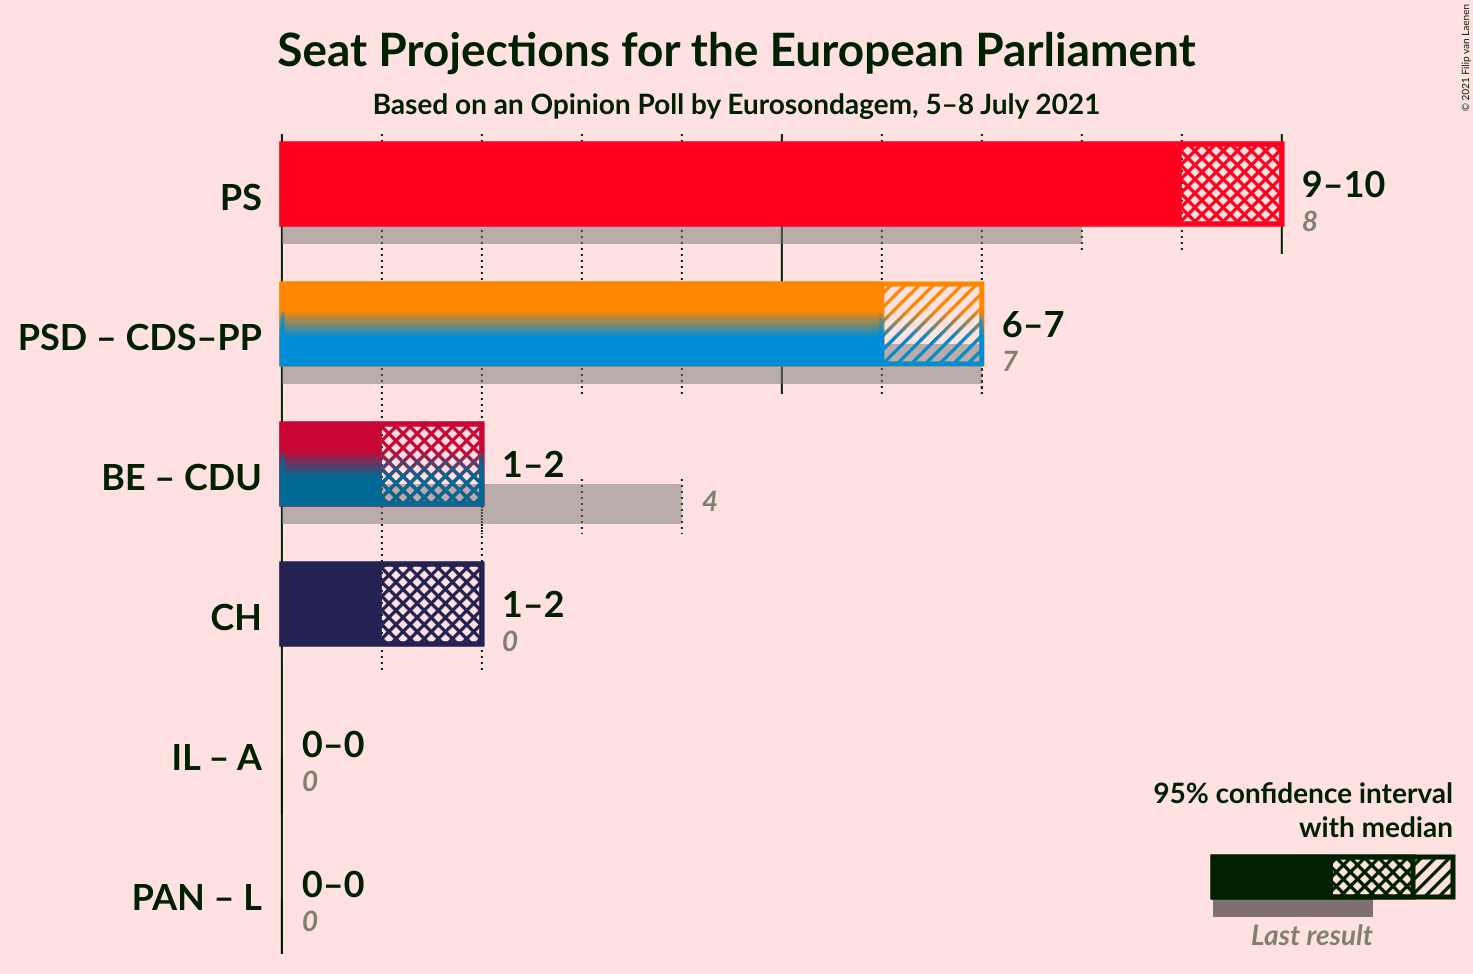 Seat Projections for the European Parliament
Based on an Opinion Poll by Eurosondagem, 5–8 July 2021
© 2021 Filip van Laenen
PS
9–10
8
PSD – CDS–PP
6–7
7
BE – CDU
1–2
4
CH
1–2
0
IL – A
0–0
0
PAN – L
0–0
0
95% confidence interval
with median
Last result